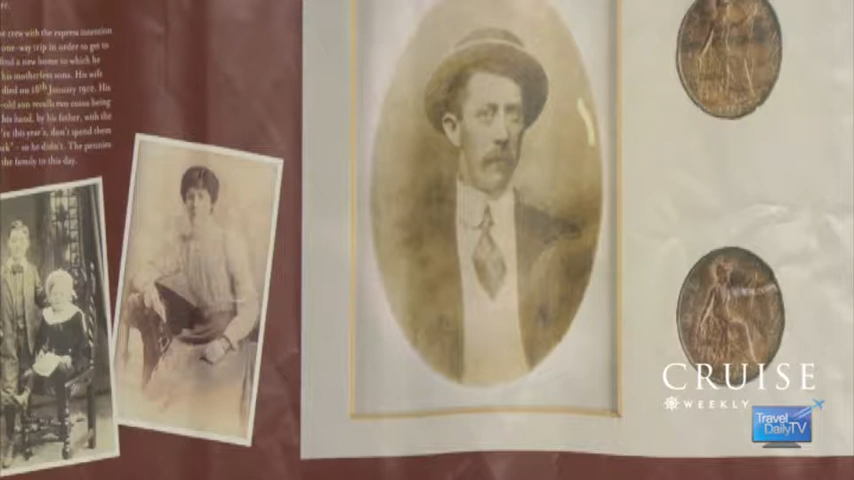 re.
e crew with the express intention
one-way trip in order to get to
find a new home to which he
his motherless sons. His wife
died on 18th January 1912. His
-old son recalls two coins being
his hand, by his father, with the
're this year's, don't spend them
k' – so he didn't. The pennies
the family to this day.
CRUISE
WEEKLY
Travel
DailyTV